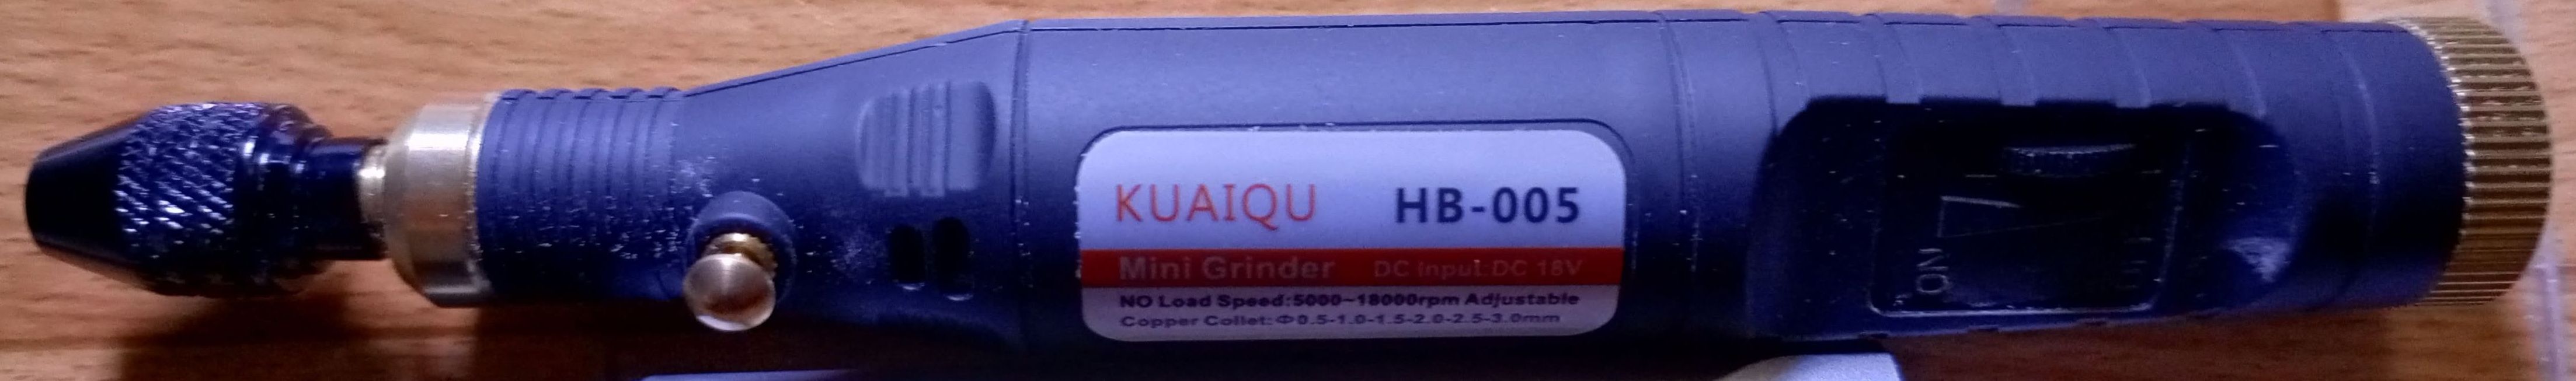 KUAIQU HB-005
Mini Grinder DC Input:DC 18V
NO Load Speed:5000~18000rpm Adjustable
Copper Collet:Φ0.5-1.0-1.5-2.0-2.5-3.0mm
ON